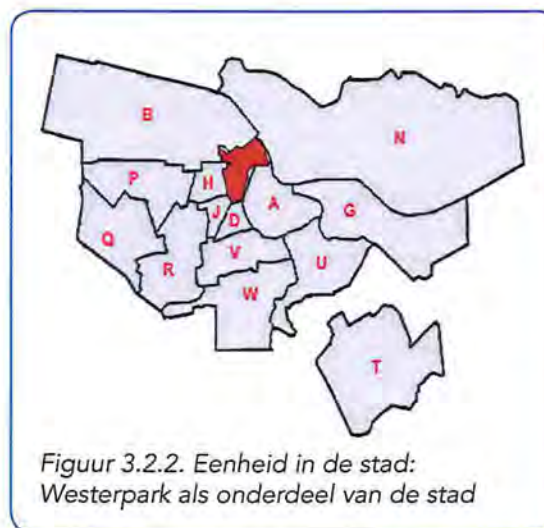 B
N
P
H
A
G
J
D
Q
V
R
U
W
T
Figuur 3.2.2. Eenheid in de stad:
Westerpark als onderdeel van de stad